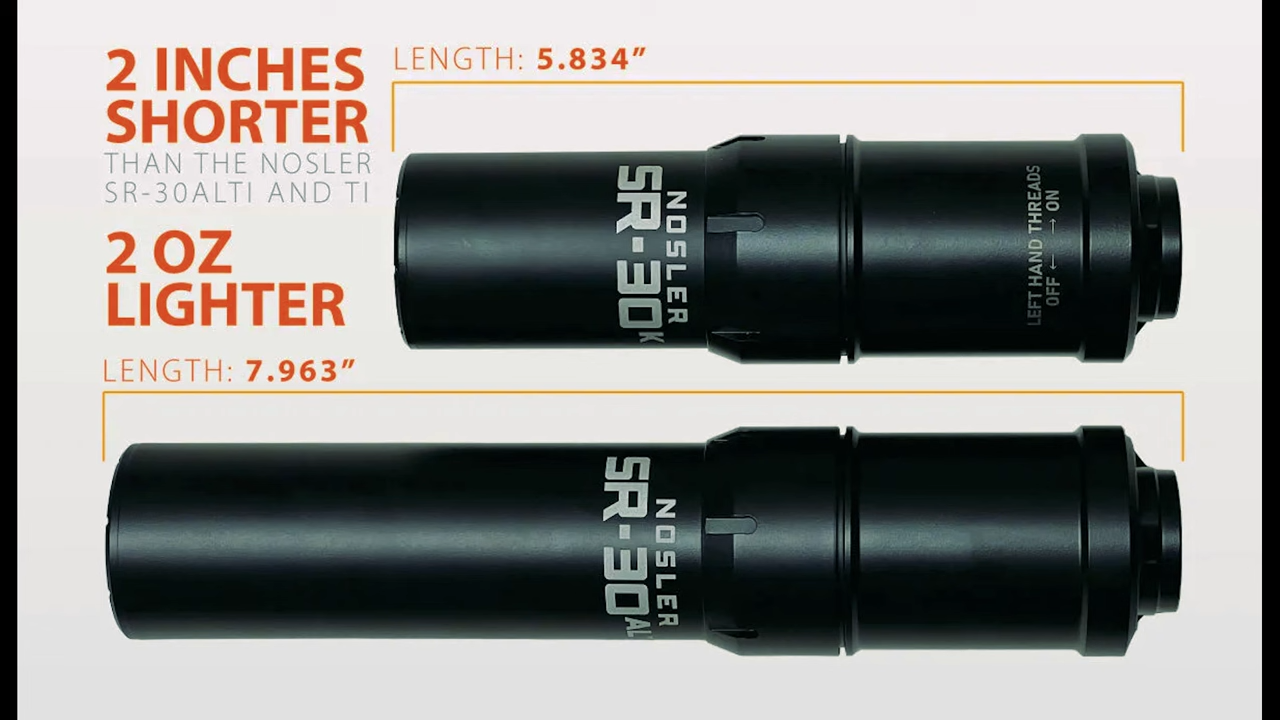 2 INCHES
SHORTER
THAN THE NOSLER
SR-30ALTI AND TI
2 OZ
LIGHTER
LENGTH: 5.834”
NOSLER
SR-30K
LEFT HAND THREADS
OFF ← → ON
LENGTH: 7.963”
NOSLER
SR-30AL